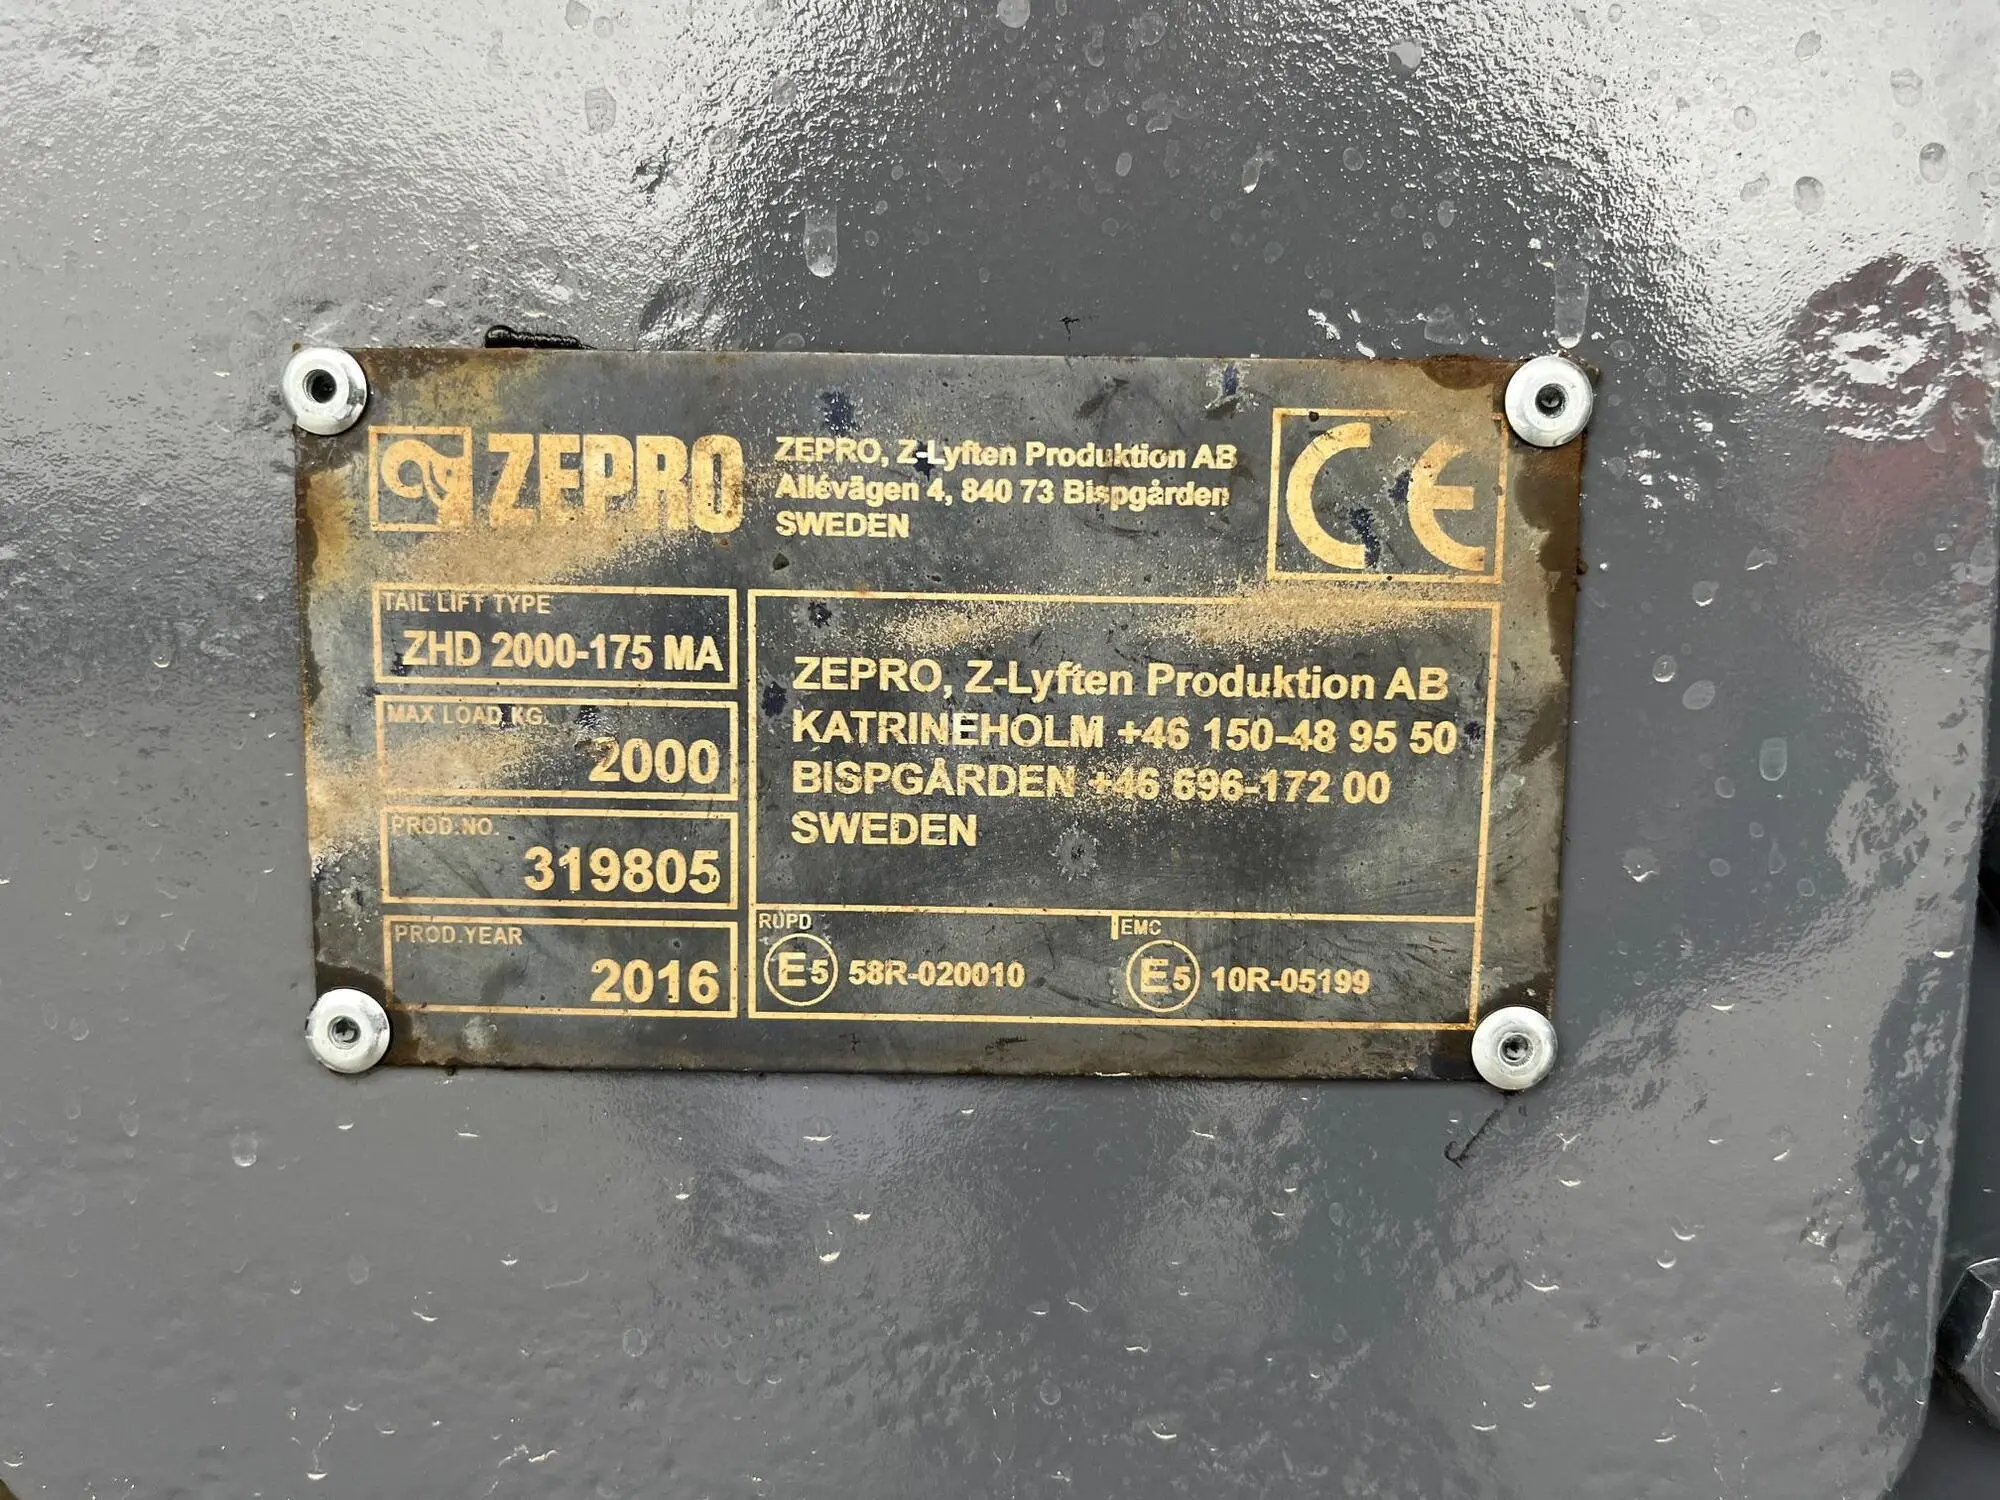 ZEPRO
ZEPRO, Z-Lyften Produktion AB
Allévägen 4, 840 73 Bispgården
SWEDEN
CE
TAIL LIFT TYPE
ZHD 2000-175 MA
MAX LOAD KG.
2000
PROD.NO.
319805
PROD.YEAR
2016
ZEPRO, Z-Lyften Produktion AB
KATRINEHOLM +46 150-48 95 50
BISPGÅRDEN +46 696-172 00
SWEDEN
RUPD
E5 58R-020010
EMC
E5 10R-05199